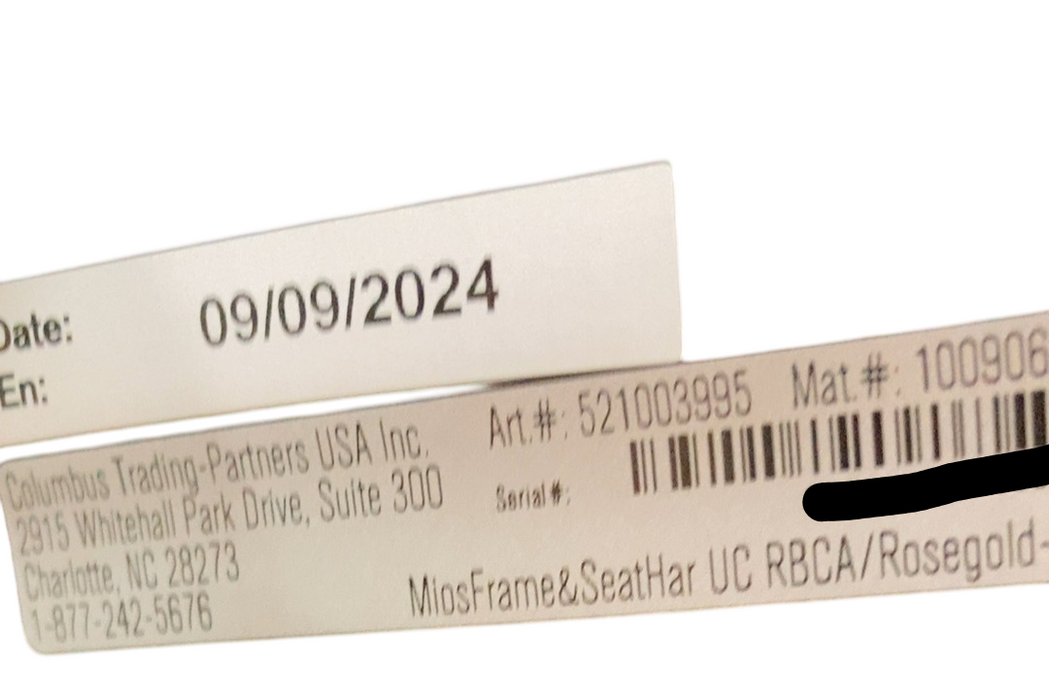 Date: 09/09/2024
En:
Columbus Trading-Partners USA Inc.
2915 Whitehall Park Drive, Suite 300
Charlotte, NC 28273
1-877-242-5676
Art.#: 521003995 Mat.#: 100906
Serial#:
MiosFrame&SeatHar UC RBCA/Rosegold-